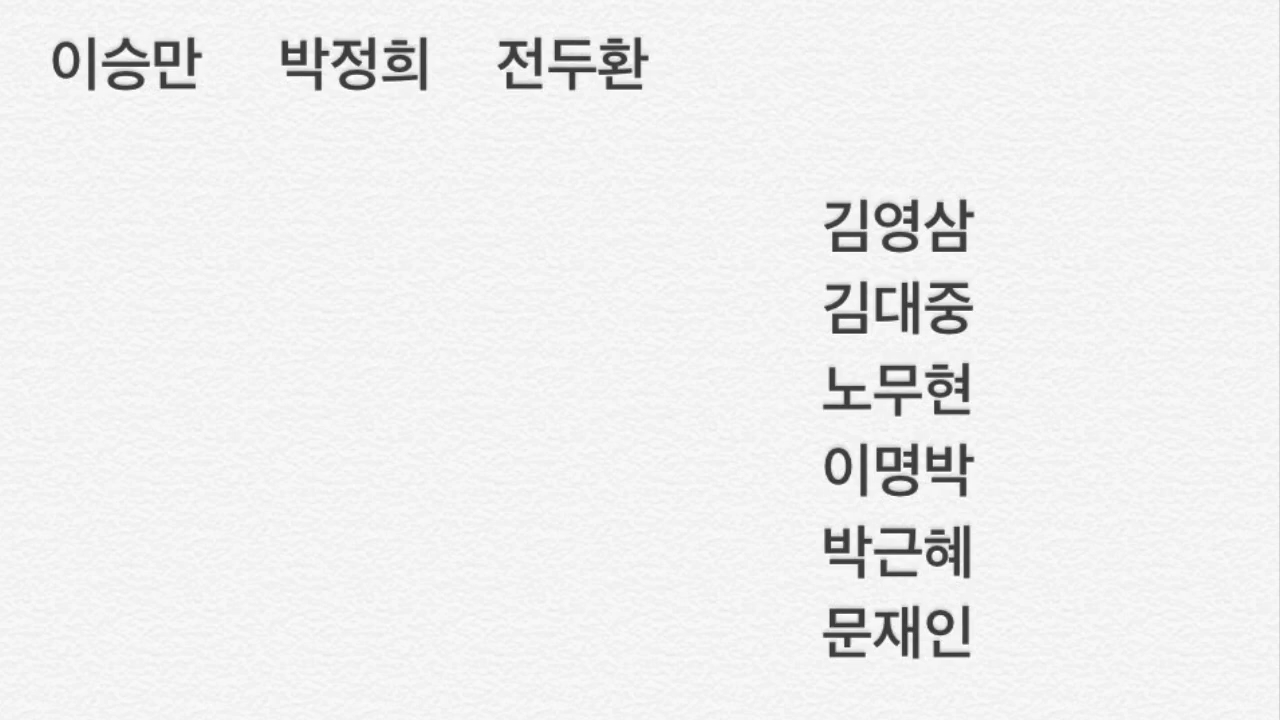 이승만 박정희 전두환
김영삼
김대중
노무현
이명박
박근혜
문재인